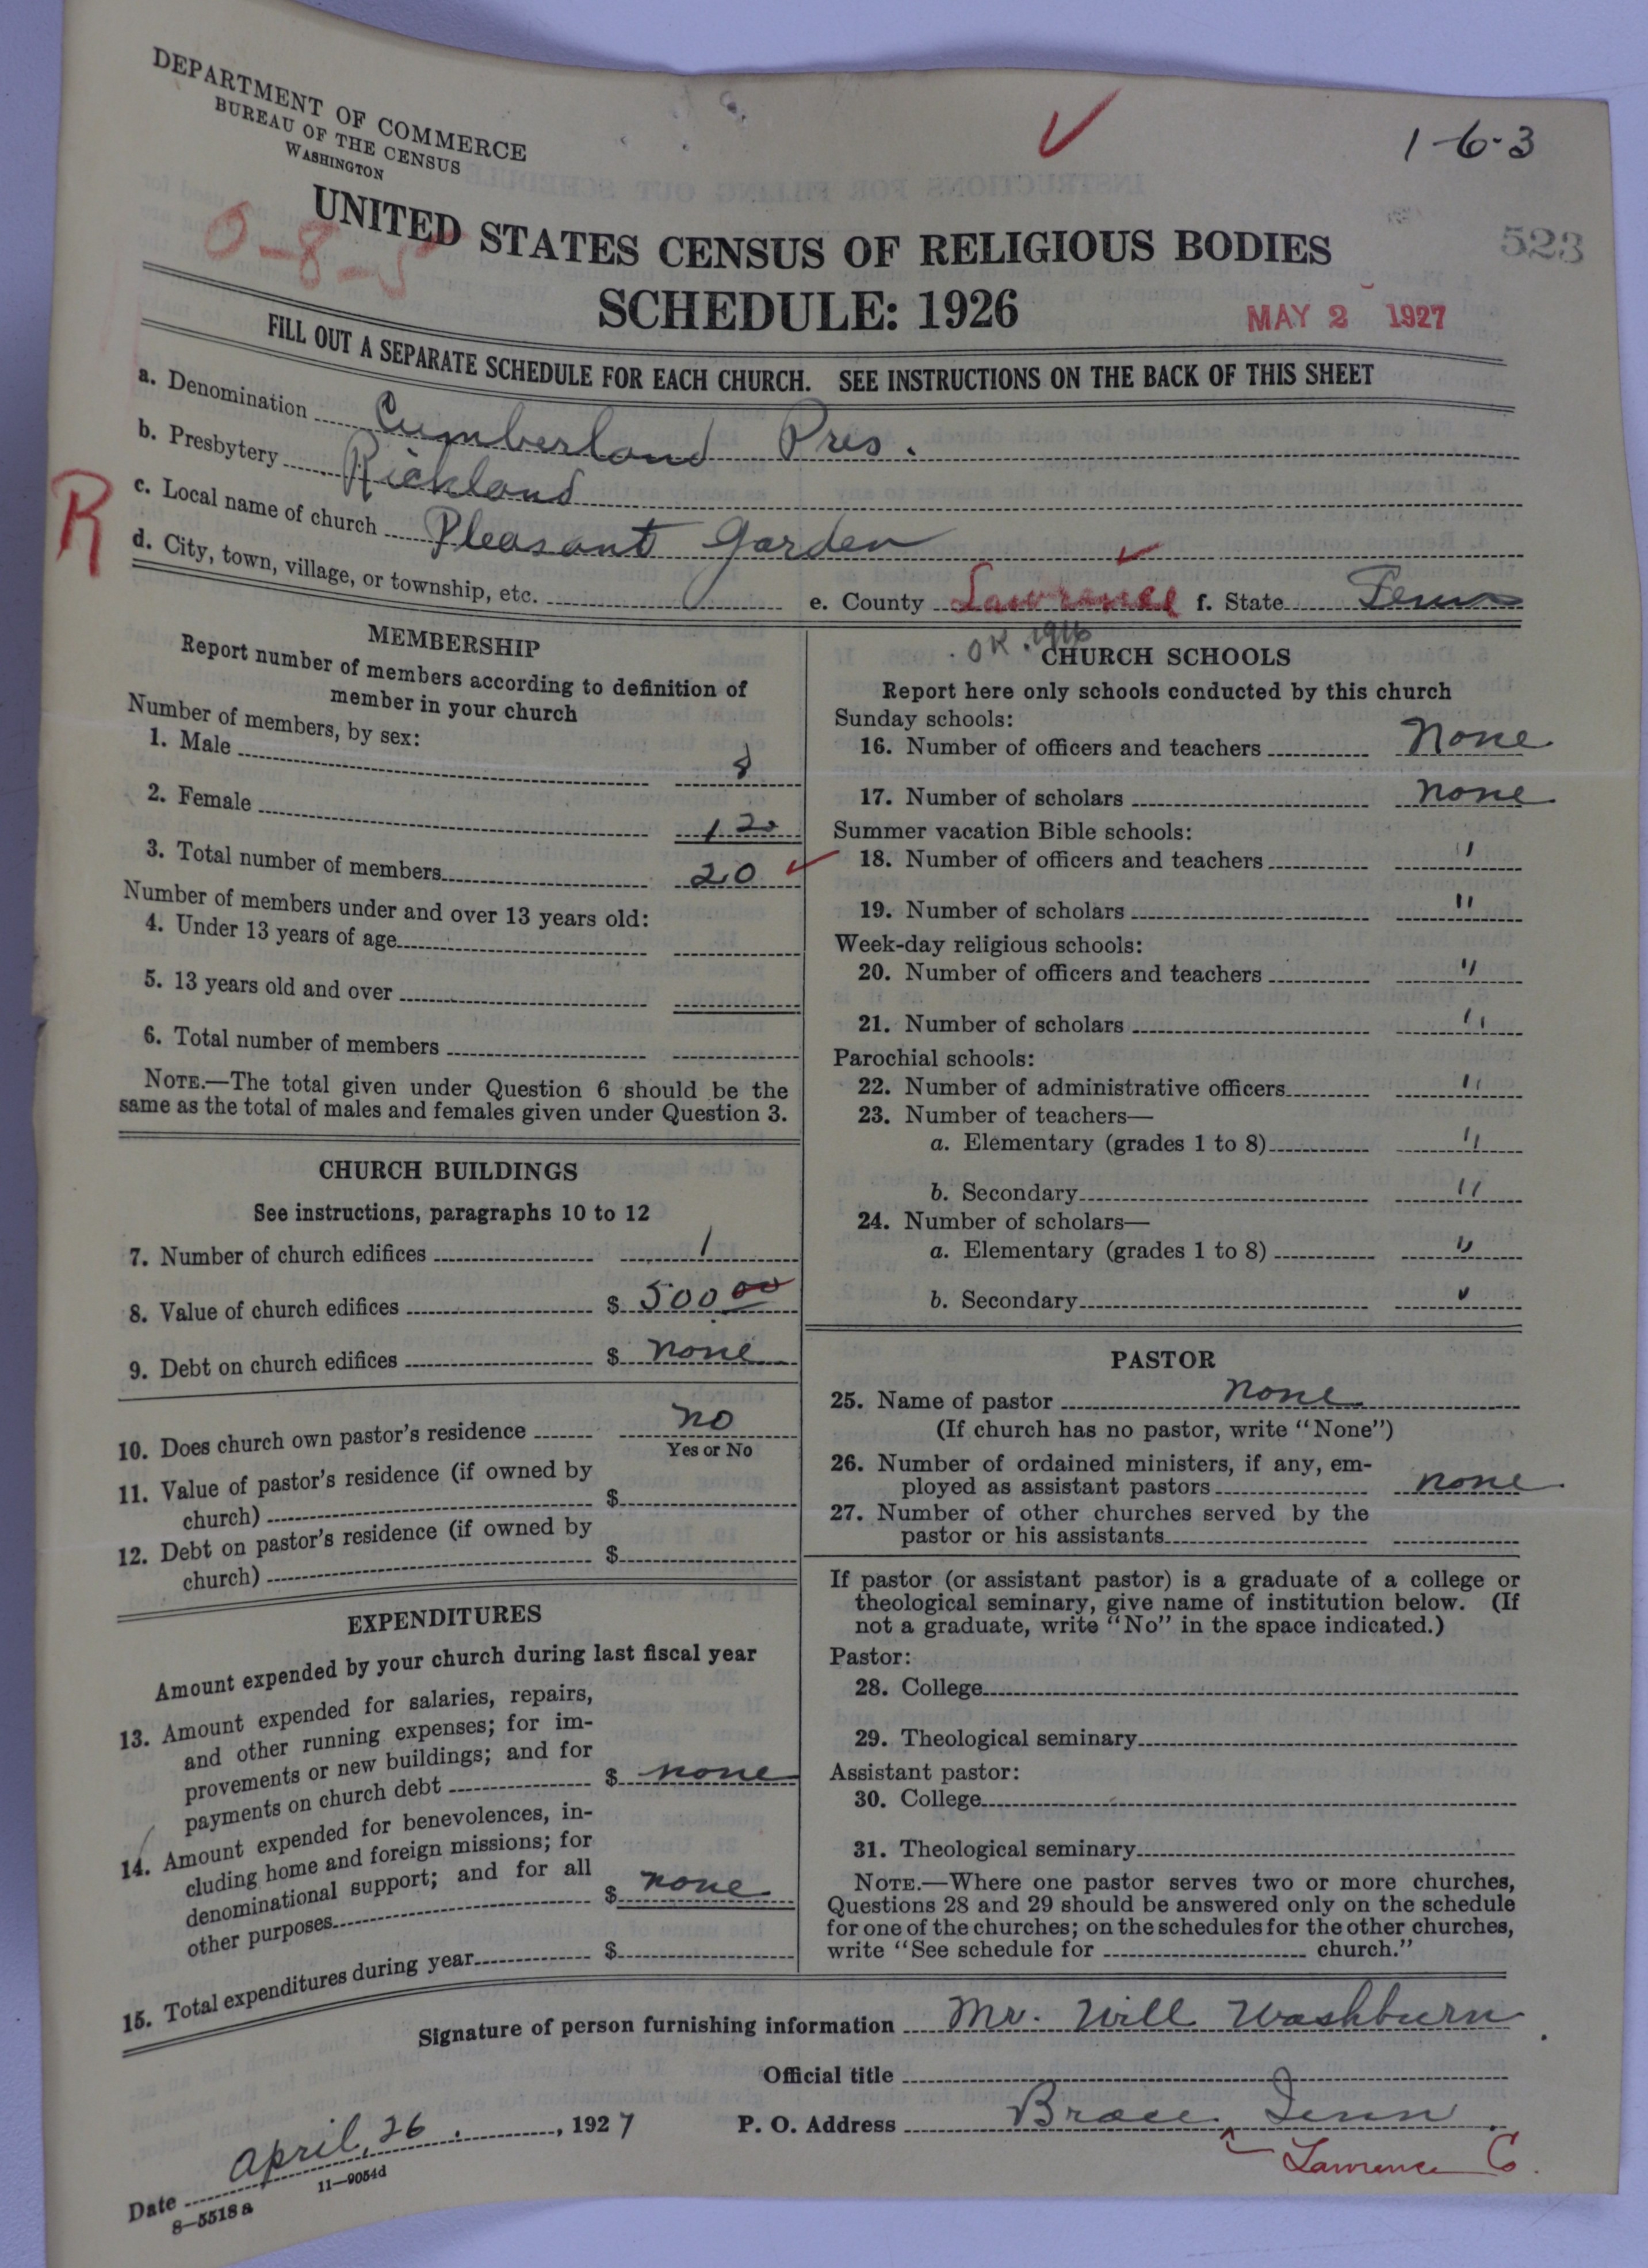 DEPARTMENT OF COMMERCE
BUREAU OF THE CENSUS
WASHINGTON
1-6-3
0-8-5
UNITED STATES CENSUS OF RELIGIOUS BODIES
523
SCHEDULE: 1926
MAY 2 1927
FILL OUT A SEPARATE SCHEDULE FOR EACH CHURCH. SEE INSTRUCTIONS ON THE BACK OF THIS SHEET
a. Denomination Cumberland Pres.
b. Presbytery Richland
R
c. Local name of church Pleasant Garden
d. City, town, village, or township, etc. e. County Lawrence f. State Tenn
OK. 1916
MEMBERSHIP
Report number of members according to definition of
member in your church
Number of members, by sex:
1. Male 8
2. Female 12
3. Total number of members 20
Number of members under and over 13 years old:
4. Under 13 years of age
5. 13 years old and over
6. Total number of members
NOTE.—The total given under Question 6 should be the
same as the total of males and females given under Question 3.
CHURCH BUILDINGS
See instructions, paragraphs 10 to 12
7. Number of church edifices 1
8. Value of church edifices $ 500 00
9. Debt on church edifices $ none
10. Does church own pastor's residence no
Yes or No
11. Value of pastor's residence (if owned by
church) $
12. Debt on pastor's residence (if owned by
church) $
EXPENDITURES
Amount expended by your church during last fiscal year
13. Amount expended for salaries, repairs,
and other running expenses; for im-
provements or new buildings; and for
payments on church debt $ none
14. Amount expended for benevolences, in-
cluding home and foreign missions; for
denominational support; and for all
other purposes $ none
15. Total expenditures during year $
CHURCH SCHOOLS
Report here only schools conducted by this church
Sunday schools:
16. Number of officers and teachers None
17. Number of scholars none
Summer vacation Bible schools:
18. Number of officers and teachers "
19. Number of scholars "
Week-day religious schools:
20. Number of officers and teachers "
21. Number of scholars "
Parochial schools:
22. Number of administrative officers "
23. Number of teachers—
a. Elementary (grades 1 to 8) "
b. Secondary "
24. Number of scholars—
a. Elementary (grades 1 to 8) "
b. Secondary "
PASTOR
25. Name of pastor none
(If church has no pastor, write "None")
26. Number of ordained ministers, if any, em-
ployed as assistant pastors none
27. Number of other churches served by the
pastor or his assistants
If pastor (or assistant pastor) is a graduate of a college or
theological seminary, give name of institution below. (If
not a graduate, write "No" in the space indicated.)
Pastor:
28. College
29. Theological seminary
Assistant pastor:
30. College
31. Theological seminary
NOTE.—Where one pastor serves two or more churches,
Questions 28 and 29 should be answered only on the schedule
for one of the churches; on the schedules for the other churches,
write "See schedule for church."
Signature of person furnishing information Mr. Will Washburn
Official title
Date April, 26, 1927 P. O. Address Brace, Tenn
Lawrence C.
8-5518a 11-9054d